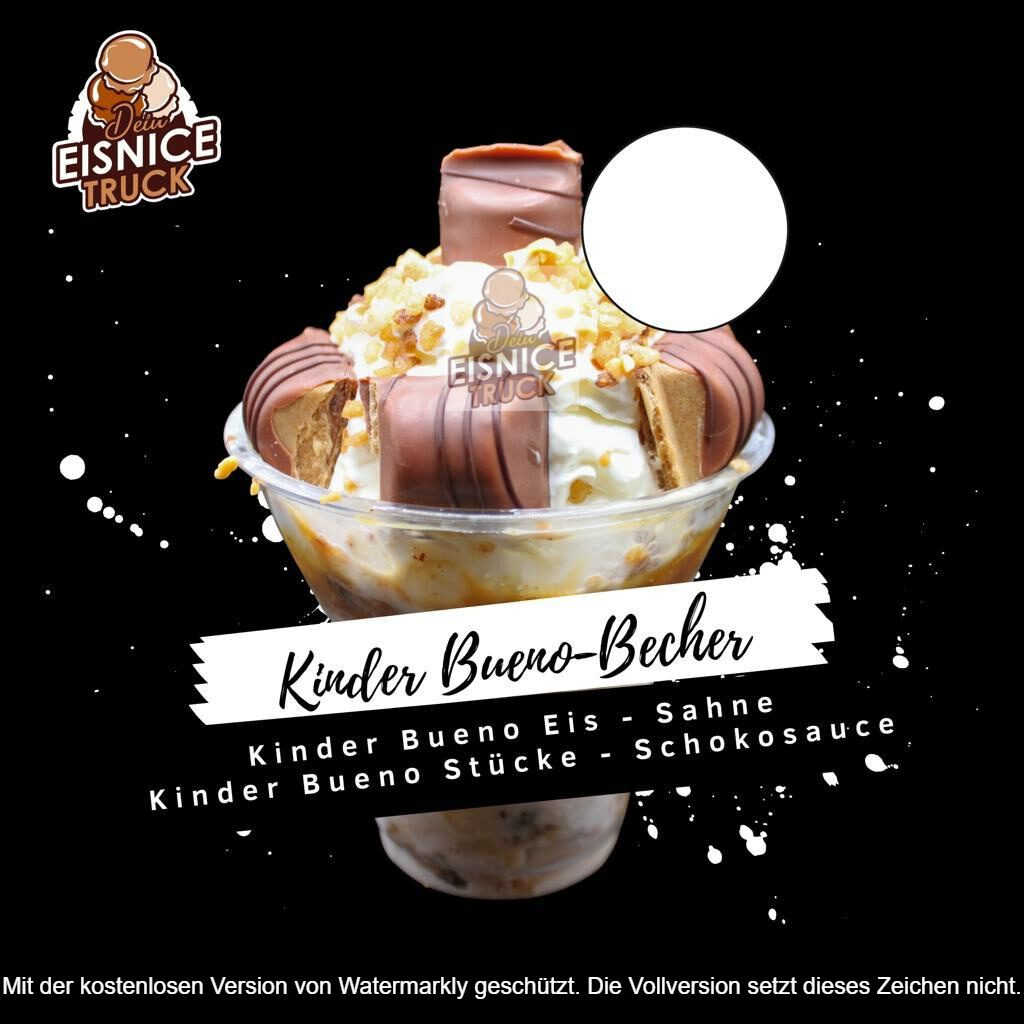 Dein
EISNICE
TRUCK
Dein
EISNICE
TRUCK
Kinder Bueno-Becher
Kinder Bueno Eis - Sahne
Kinder Bueno Stücke - Schokosauce
Mit der kostenlosen Version von Watermarkly geschützt. Die Vollversion setzt dieses Zeichen nicht.